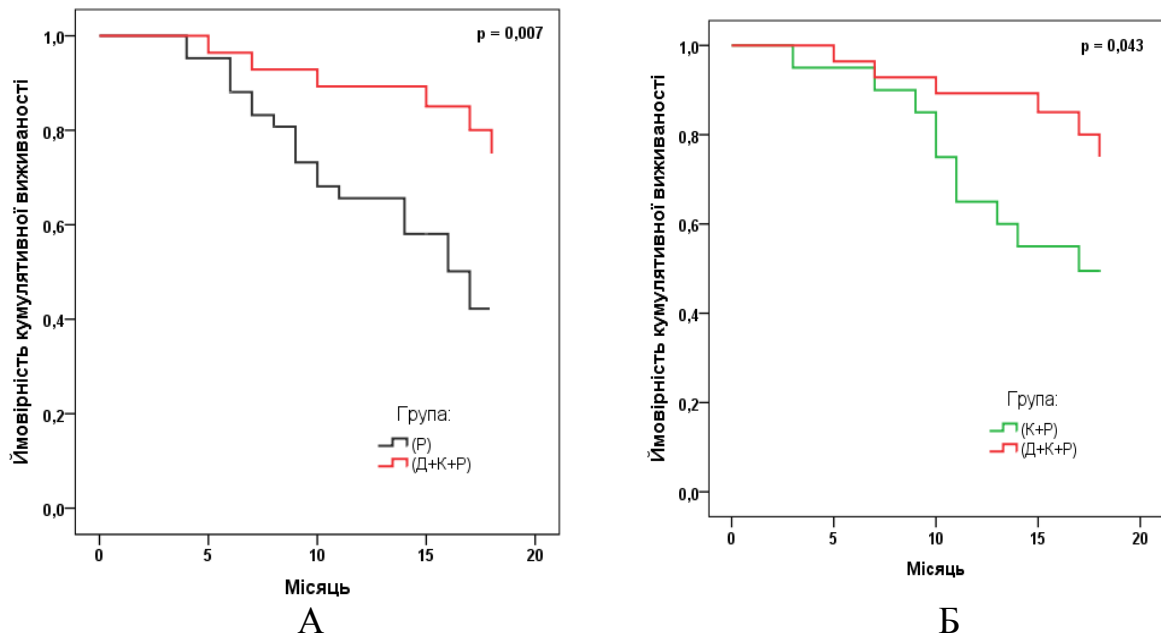 p = 0,007
Ймовірність кумулятивної виживаності
1,0
0,8
0,6
0,4
0,2
0,0
Група:
(Р)
(Д+К+Р)
0
5
10
15
20
Місяць
А
p = 0,043
Ймовірність кумулятивної виживаності
1,0
0,8
0,6
0,4
0,2
0,0
Група:
(К+Р)
(Д+К+Р)
0
5
10
15
20
Місяць
Б